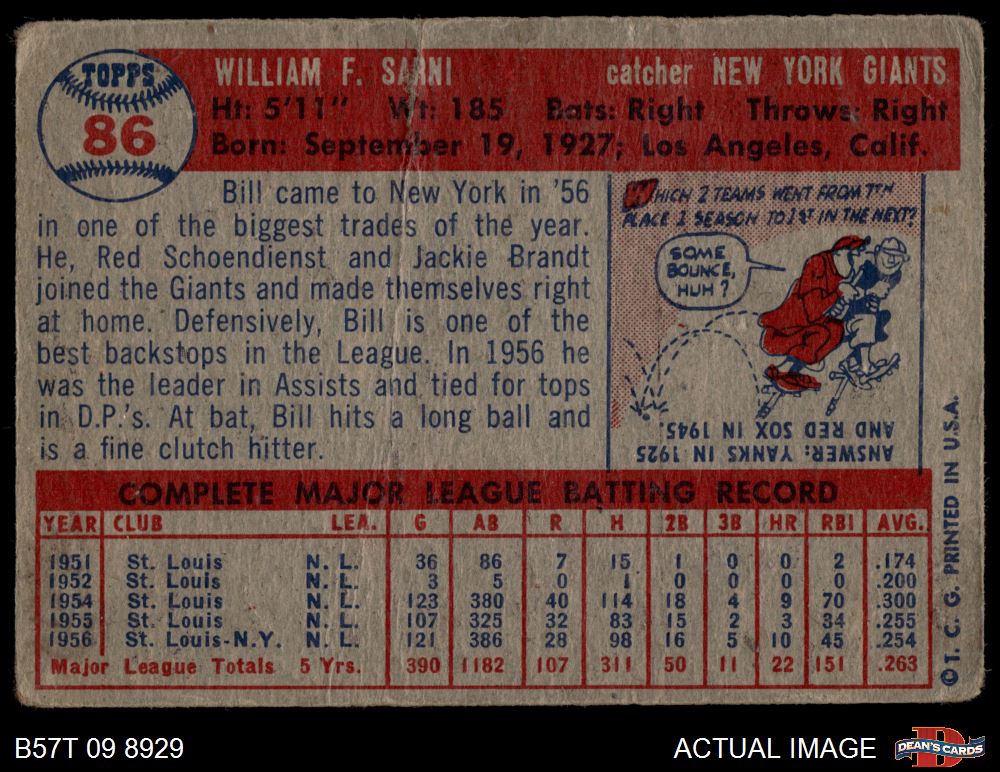 TOPPS
86
WILLIAM F. SARNI catcher NEW YORK GIANTS
Ht: 5'11" Wt: 185 Bats: Right Throws: Right
Born: September 19, 1927; Los Angeles, Calif.
Bill came to New York in '56
in one of the biggest trades of the year.
He, Red Schoendienst and Jackie Brandt
joined the Giants and made themselves right
at home. Defensively, Bill is one of the
best backstops in the League. In 1956 he
was the leader in Assists and tied for tops
in D.P.'s. At bat, Bill hits a long ball and
is a fine clutch hitter.
WHICH 2 TEAMS WENT FROM 7TH
PLACE 1 SEASON TO 1ST IN THE NEXT?
SOME
BOUNCE,
HUH?
ANSWER: YANKS IN 1925
AND RED SOX IN 1945.
COMPLETE MAJOR LEAGUE BATTING RECORD
YEAR CLUB LEA. G AB R H 2B 3B HR RBI AVG.
1951 St. Louis N. L. 36 86 7 15 1 0 0 2 .174
1952 St. Louis N. L. 3 5 0 1 0 0 0 0 .200
1954 St. Louis N. L. 123 380 40 114 18 4 9 70 .300
1955 St. Louis N. L. 107 325 32 83 15 2 3 34 .255
1956 St. Louis-N.Y. N. L. 121 386 28 98 16 5 10 45 .254
Major League Totals 5 Yrs. 390 1182 107 311 50 11 22 151 .263
© T. C. G. PRINTED IN U.S.A.
B57T 09 8929
ACTUAL IMAGE
DEAN'S CARDS